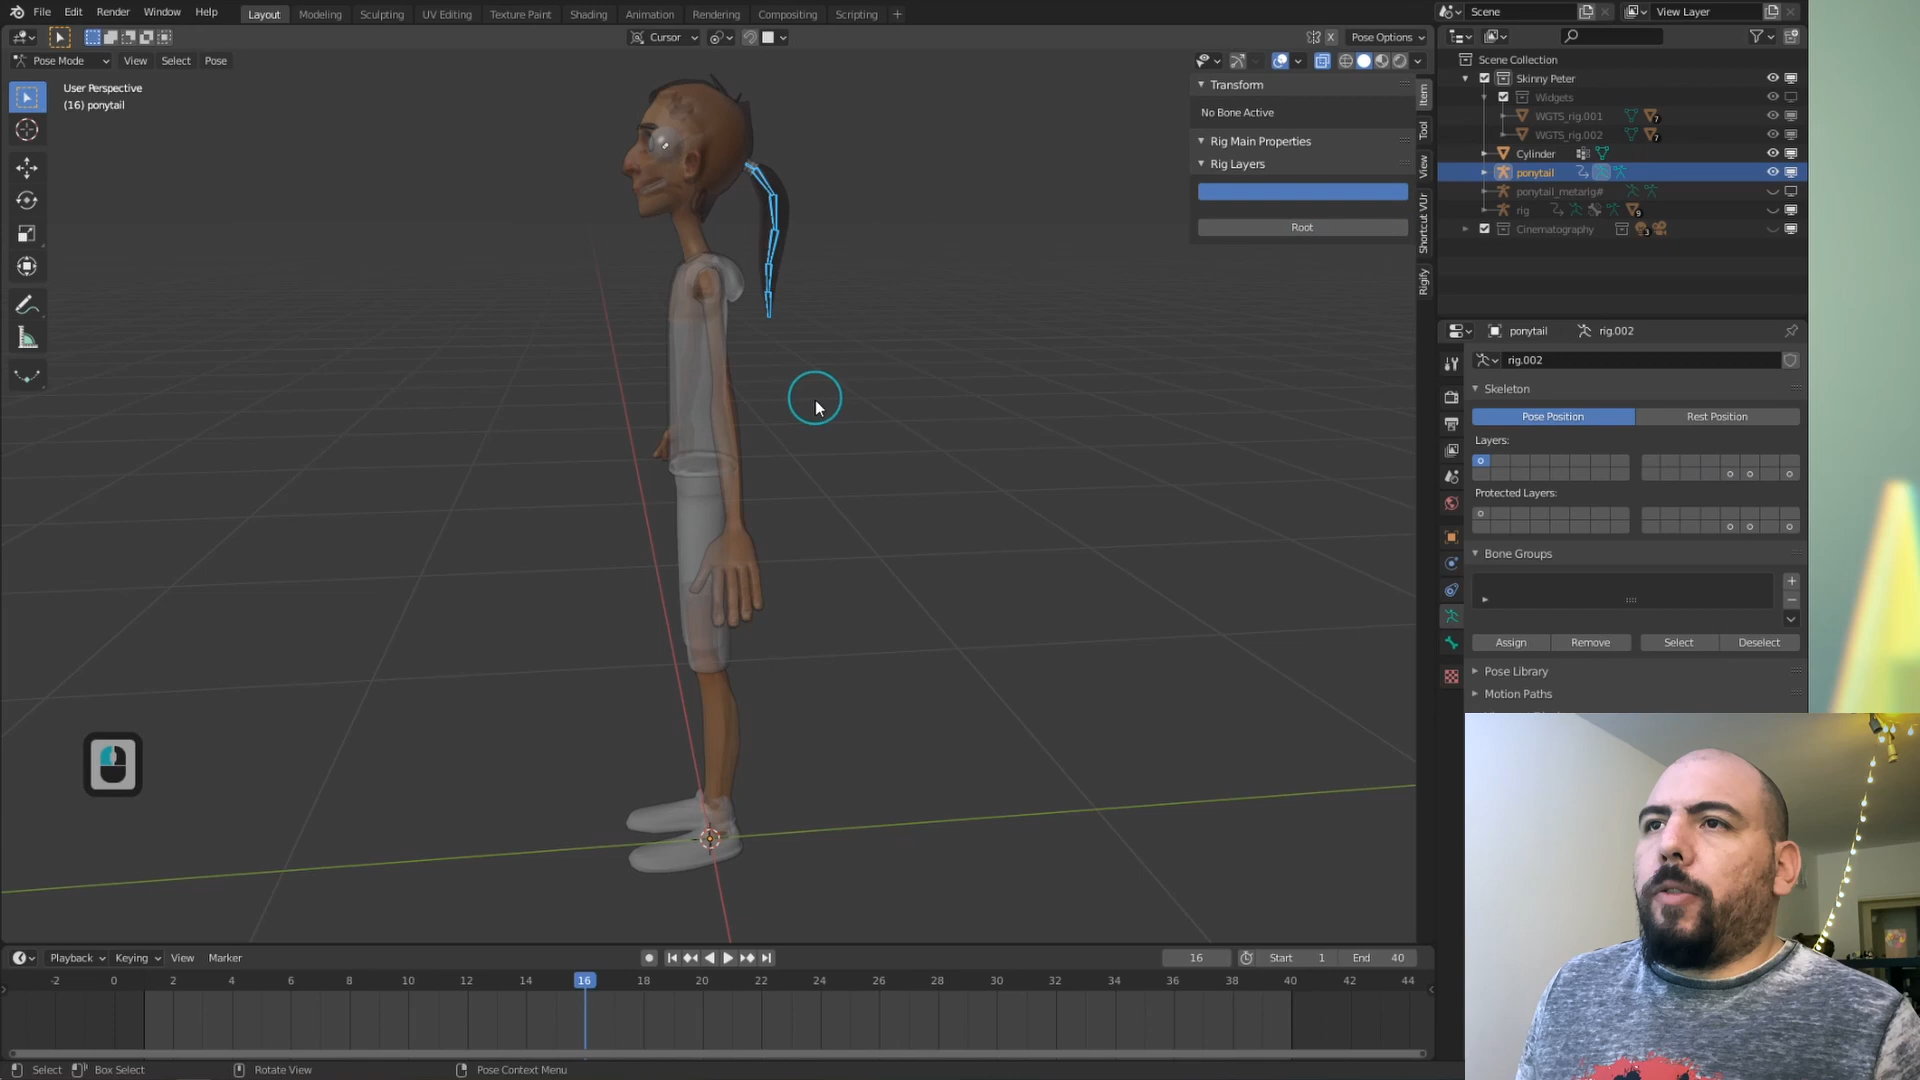 File Edit Render Window Help
Layout Modeling Sculpting UV Editing Texture Paint Shading Animation Rendering Compositing Scripting +
Scene
View Layer
Cursor
X
Pose Options
Pose Mode View Select Pose
User Perspective
(16) ponytail
Transform
No Bone Active
Rig Main Properties
Rig Layers
Root
Item
Tool
View
Shortcut VUr
Rigify
Scene Collection
Skinny Peter
Widgets
WGTS_rig.001 7
WGTS_rig.002 7
Cylinder
ponytail
ponytail_metarig#
rig 9
Cinematography 3
ponytail rig.002
rig.002
Skeleton
Pose Position Rest Position
Layers:
Protected Layers:
Bone Groups
Assign Remove Select Deselect
Pose Library
Motion Paths
Playback Keying View Marker
16 Start 1 End 40
-2 0 2 4 6 8 10 12 14 16 18 20 22 24 26 28 30 32 34 36 38 40 42 44
Select Box Select Rotate View Pose Context Menu